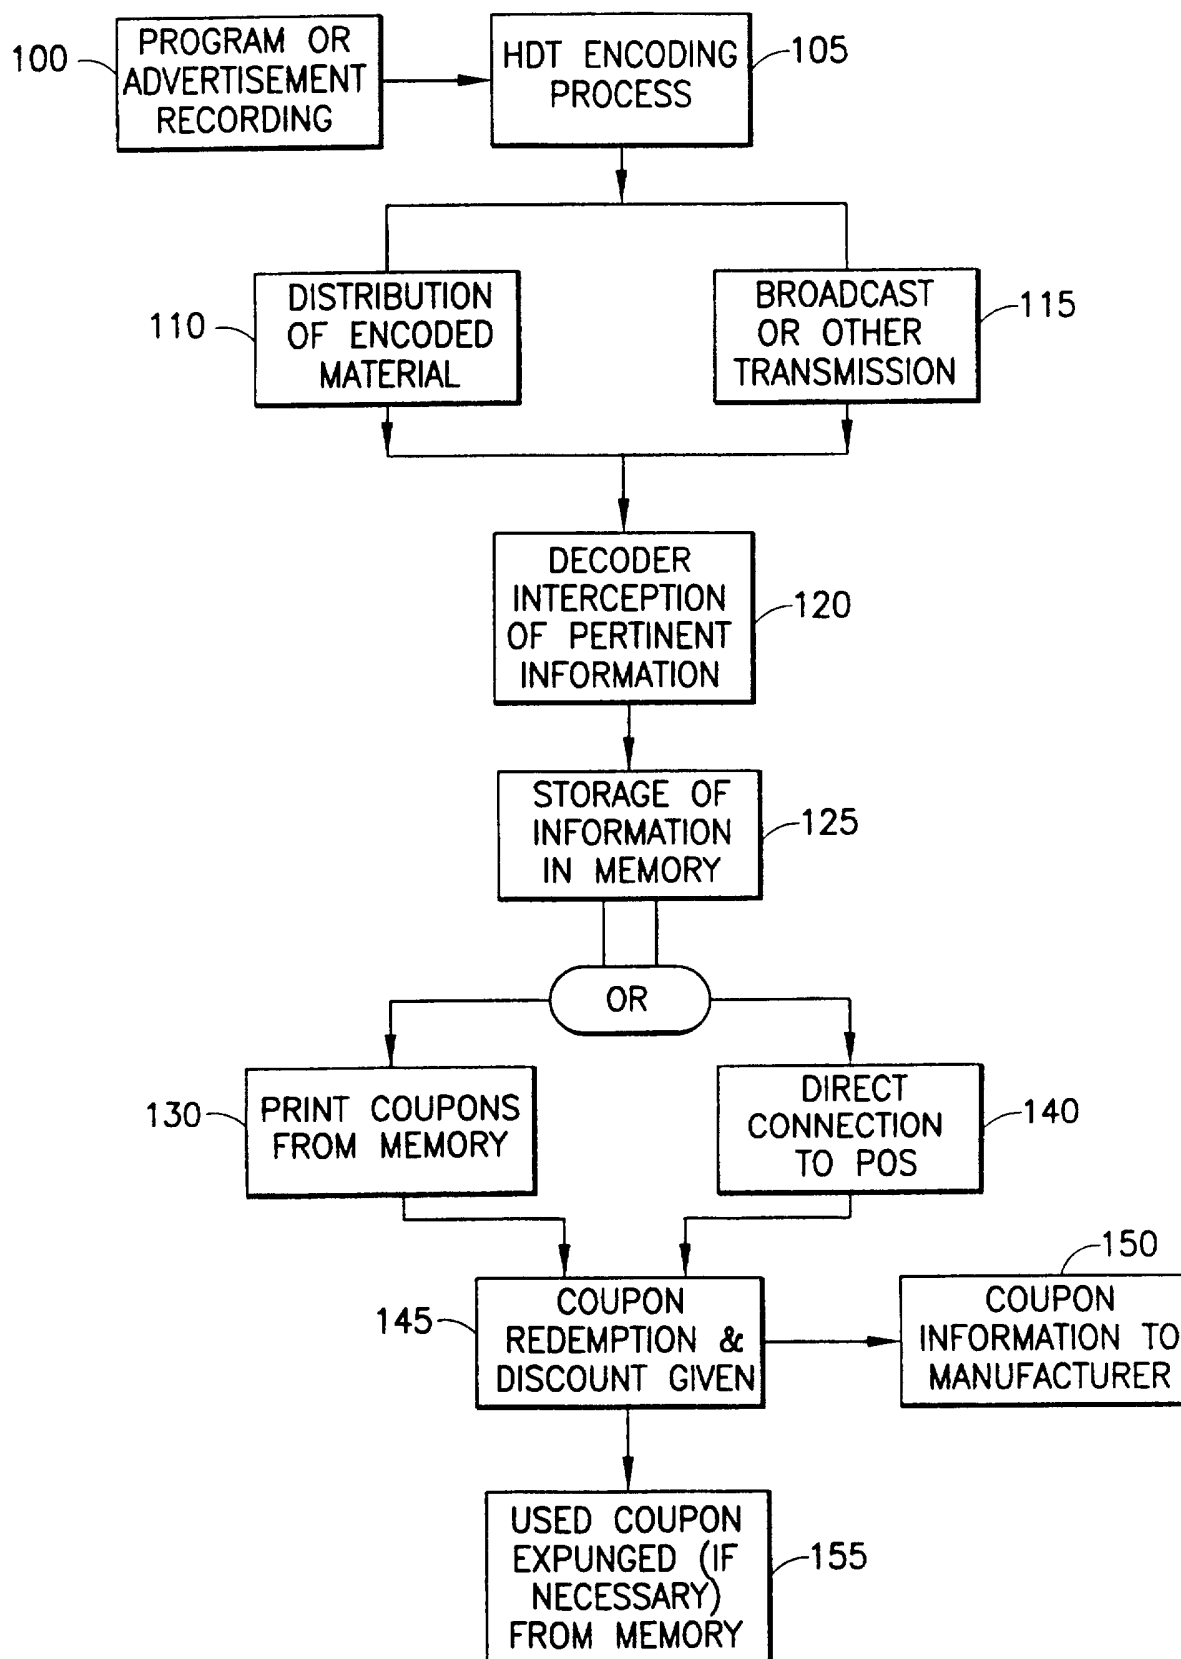 100
PROGRAM OR
ADVERTISEMENT
RECORDING
HDT ENCODING
PROCESS
105
110
DISTRIBUTION
OF ENCODED
MATERIAL
BROADCAST
OR OTHER
TRANSMISSION
115
DECODER
INTERCEPTION
OF PERTINENT
INFORMATION
120
STORAGE OF
INFORMATION
IN MEMORY
125
OR
130
PRINT COUPONS
FROM MEMORY
DIRECT
CONNECTION
TO POS
140
145
COUPON
REDEMPTION &
DISCOUNT GIVEN
150
COUPON
INFORMATION TO
MANUFACTURER
USED COUPON
EXPUNGED (IF
NECESSARY)
FROM MEMORY
155